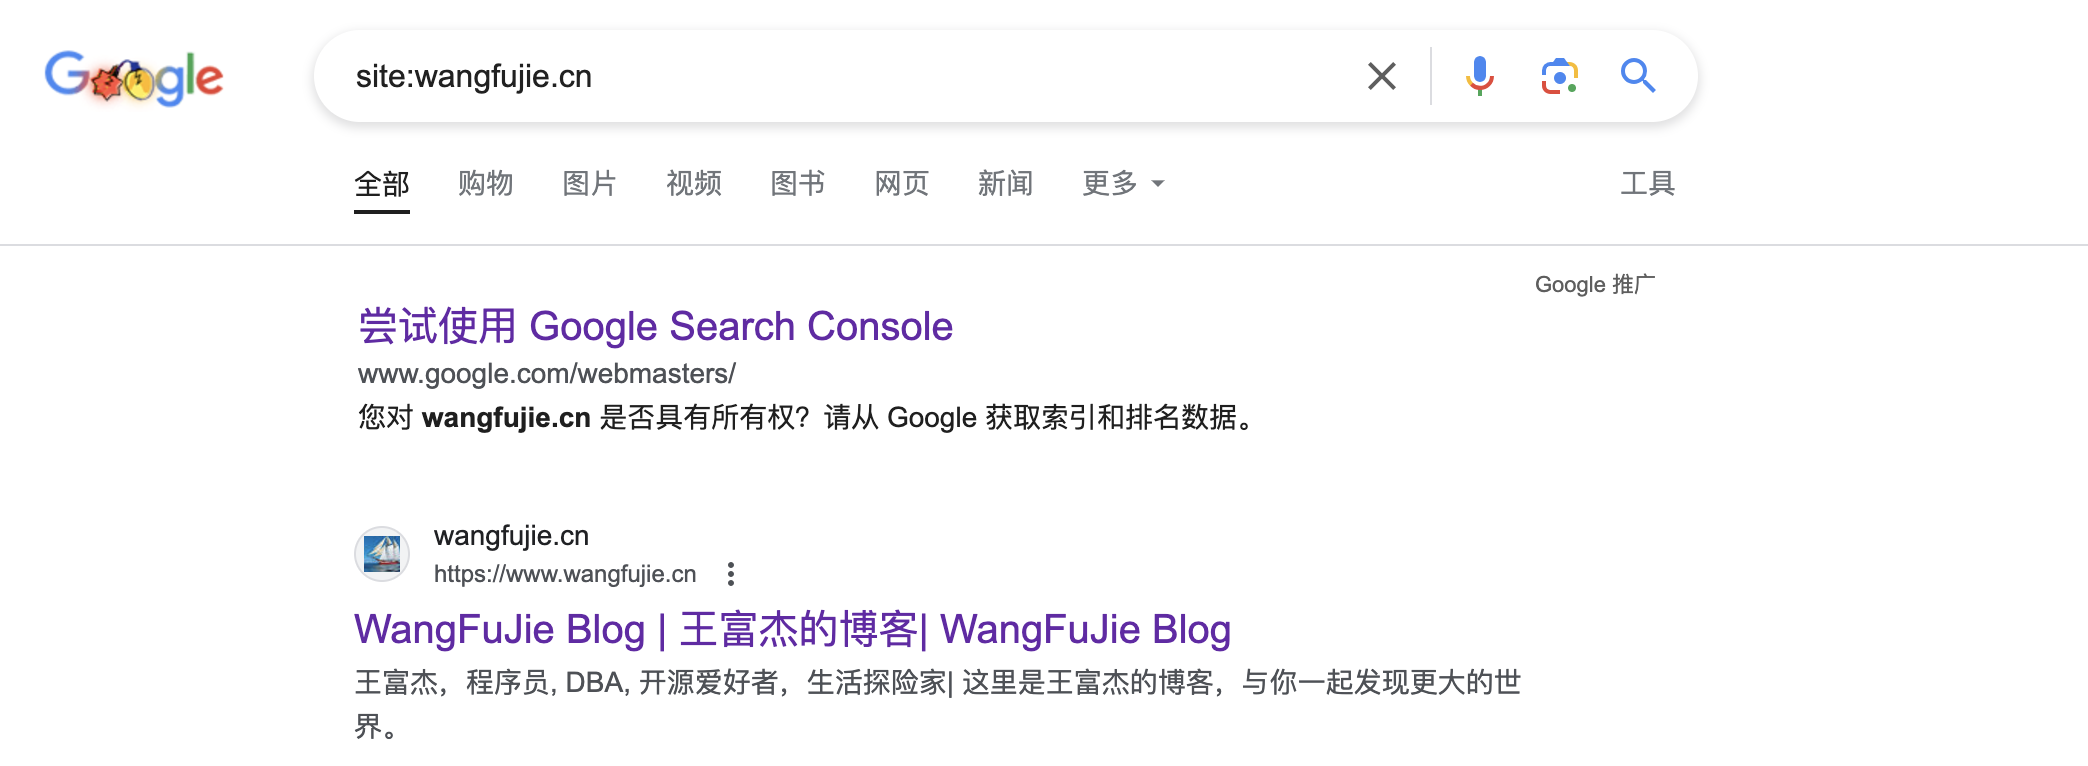 Google
site:wangfujie.cn
全部 购物 图片 视频 图书 网页 新闻 更多 工具
Google 推广
尝试使用 Google Search Console
www.google.com/webmasters/
您对 wangfujie.cn 是否具有所有权？请从 Google 获取索引和排名数据。
wangfujie.cn
https://www.wangfujie.cn
WangFuJie Blog | 王富杰的博客| WangFuJie Blog
王富杰，程序员, DBA, 开源爱好者，生活探险家| 这里是王富杰的博客，与你一起发现更大的世
界。